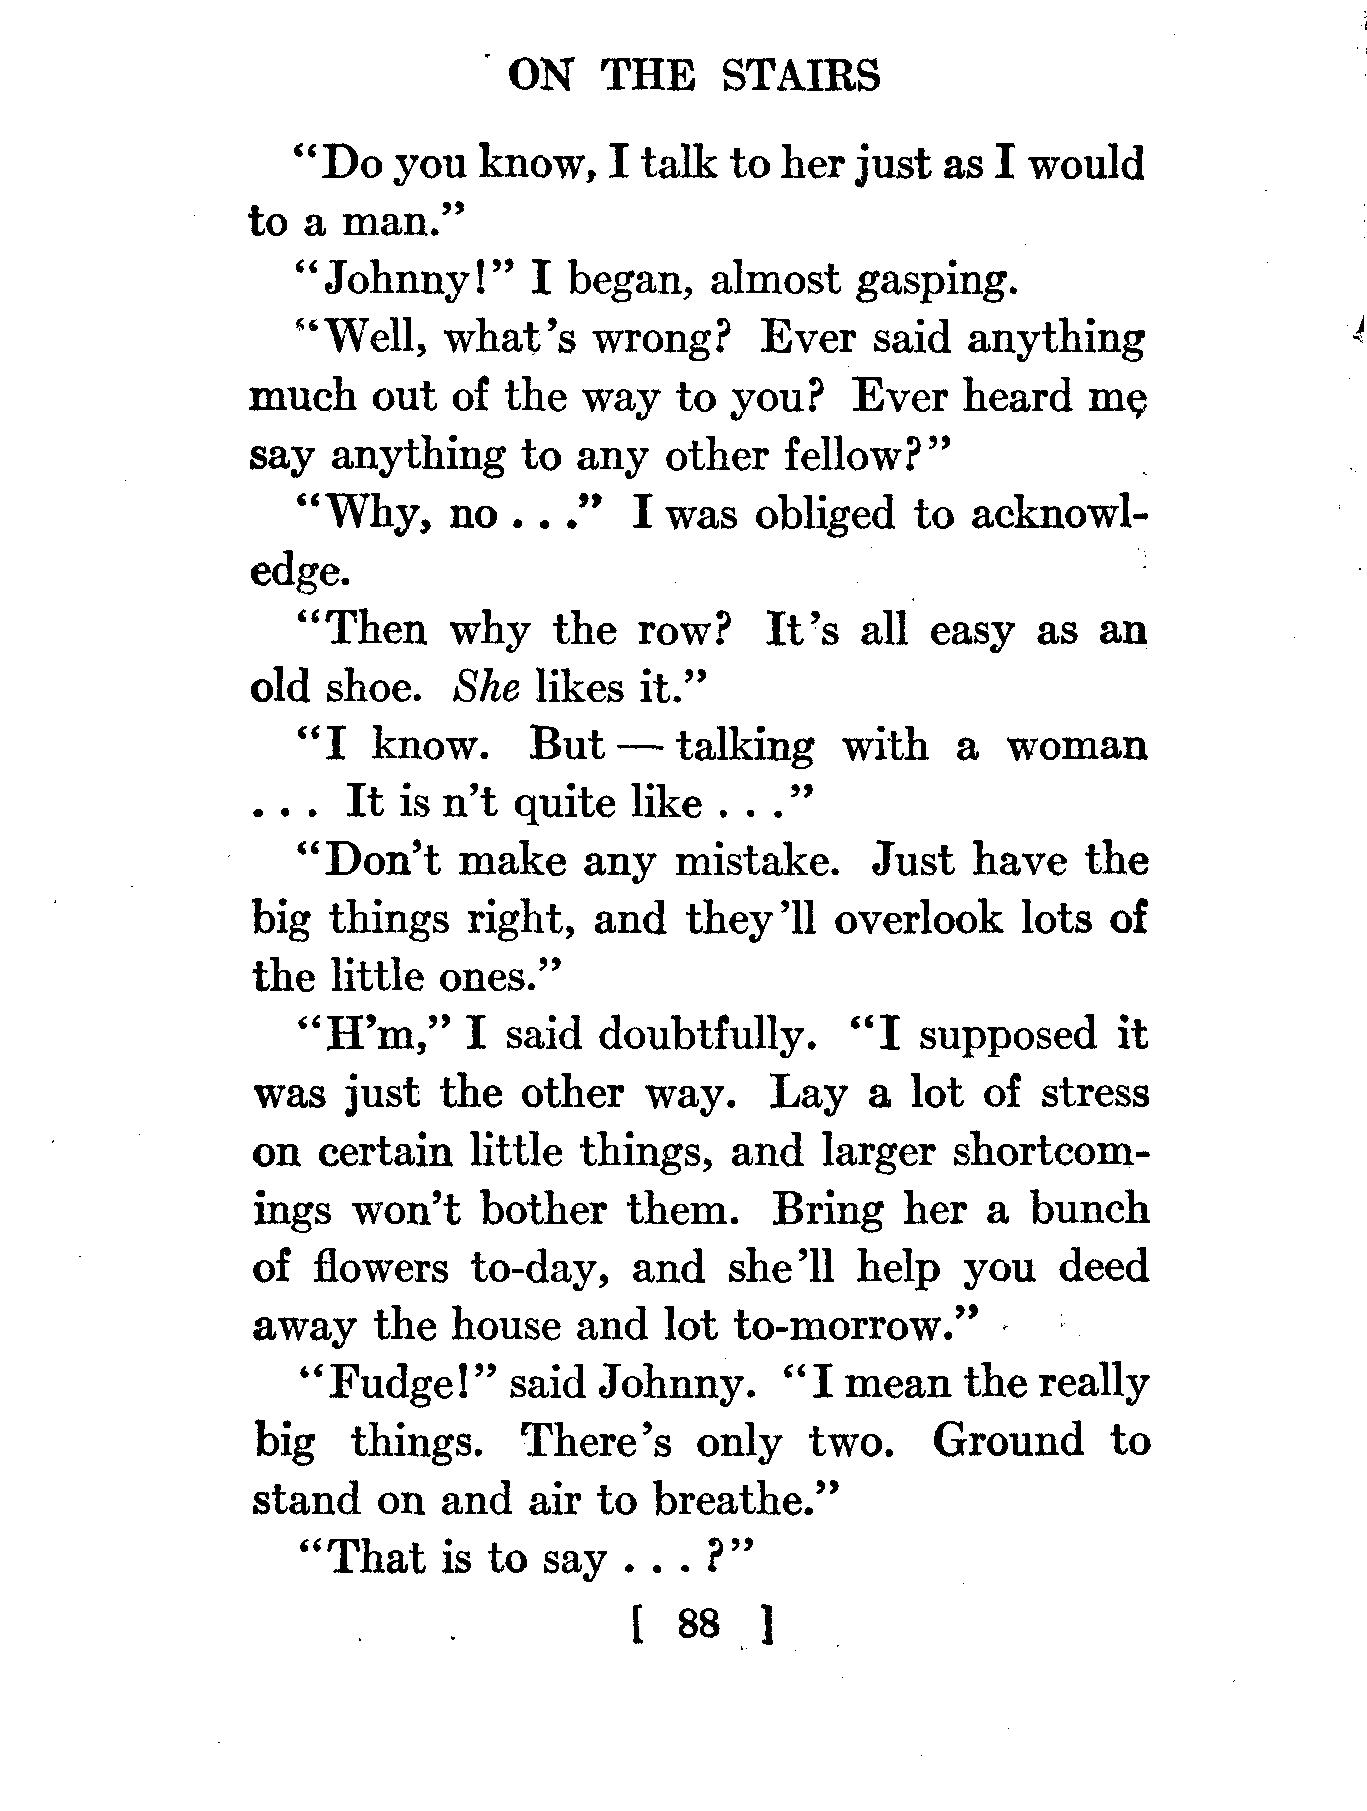 ON THE STAIRS
“Do you know, I talk to her just as I would
to a man.”
“Johnny!” I began, almost gasping.
“Well, what's wrong? Ever said anything
much out of the way to you? Ever heard me
say anything to any other fellow?”
“Why, no . . .” I was obliged to acknowl-
edge.
“Then why the row? It's all easy as an
old shoe. She likes it.”
“I know. But — talking with a woman
. . . It is n't quite like . . .”
“Don't make any mistake. Just have the
big things right, and they'll overlook lots of
the little ones.”
“H'm,” I said doubtfully. “I supposed it
was just the other way. Lay a lot of stress
on certain little things, and larger shortcom-
ings won't bother them. Bring her a bunch
of flowers to-day, and she'll help you deed
away the house and lot to-morrow.”
“Fudge!” said Johnny. “I mean the really
big things. There's only two. Ground to
stand on and air to breathe.”
“That is to say . . . ?”
[ 88 ]